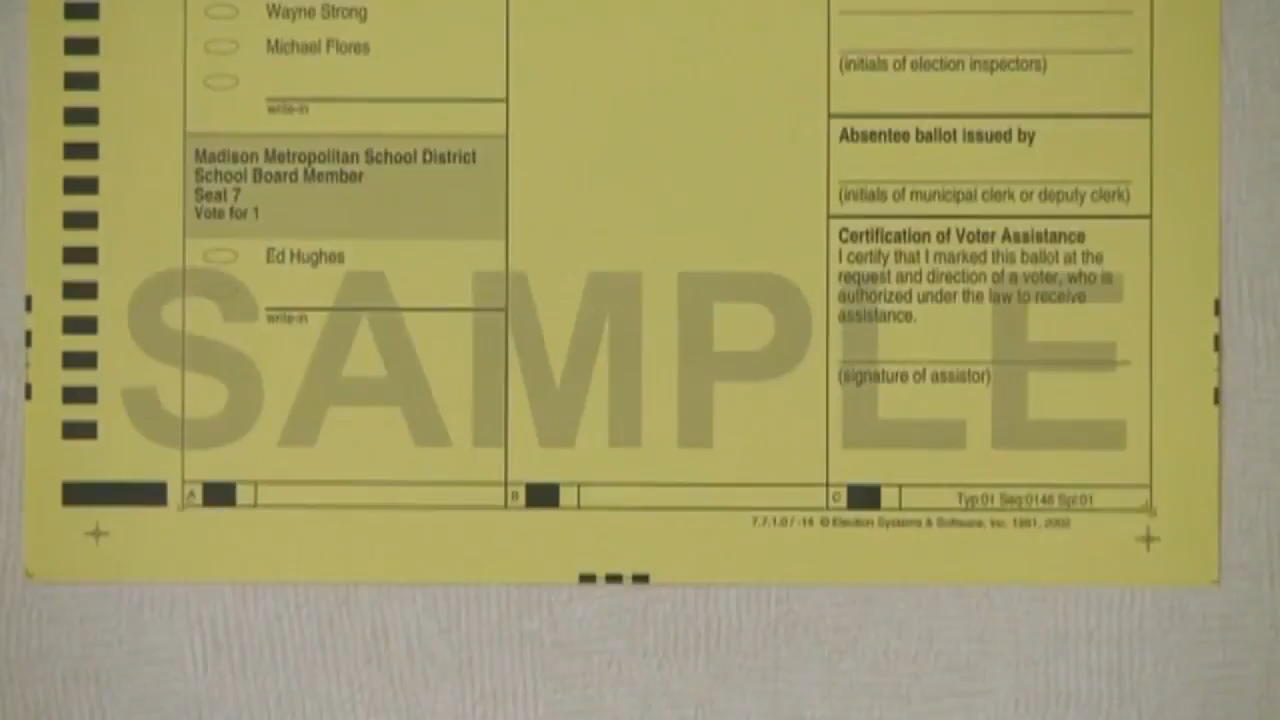 Wayne Strong
Michael Flores
write-in
Madison Metropolitan School District
School Board Member
Seat 7
Vote for 1
Ed Hughes
write-in
SAMPLE
(initials of election inspectors)
Absentee ballot issued by
(initials of municipal clerk or deputy clerk)
Certification of Voter Assistance
I certify that I marked this ballot at the
request and direction of a voter, who is
authorized under the law to receive
assistance.
(signature of assistor)
A
B
C
Typ:01 Seq:0146 Spl:01
© Election Systems & Software, Inc. 1981, 2002